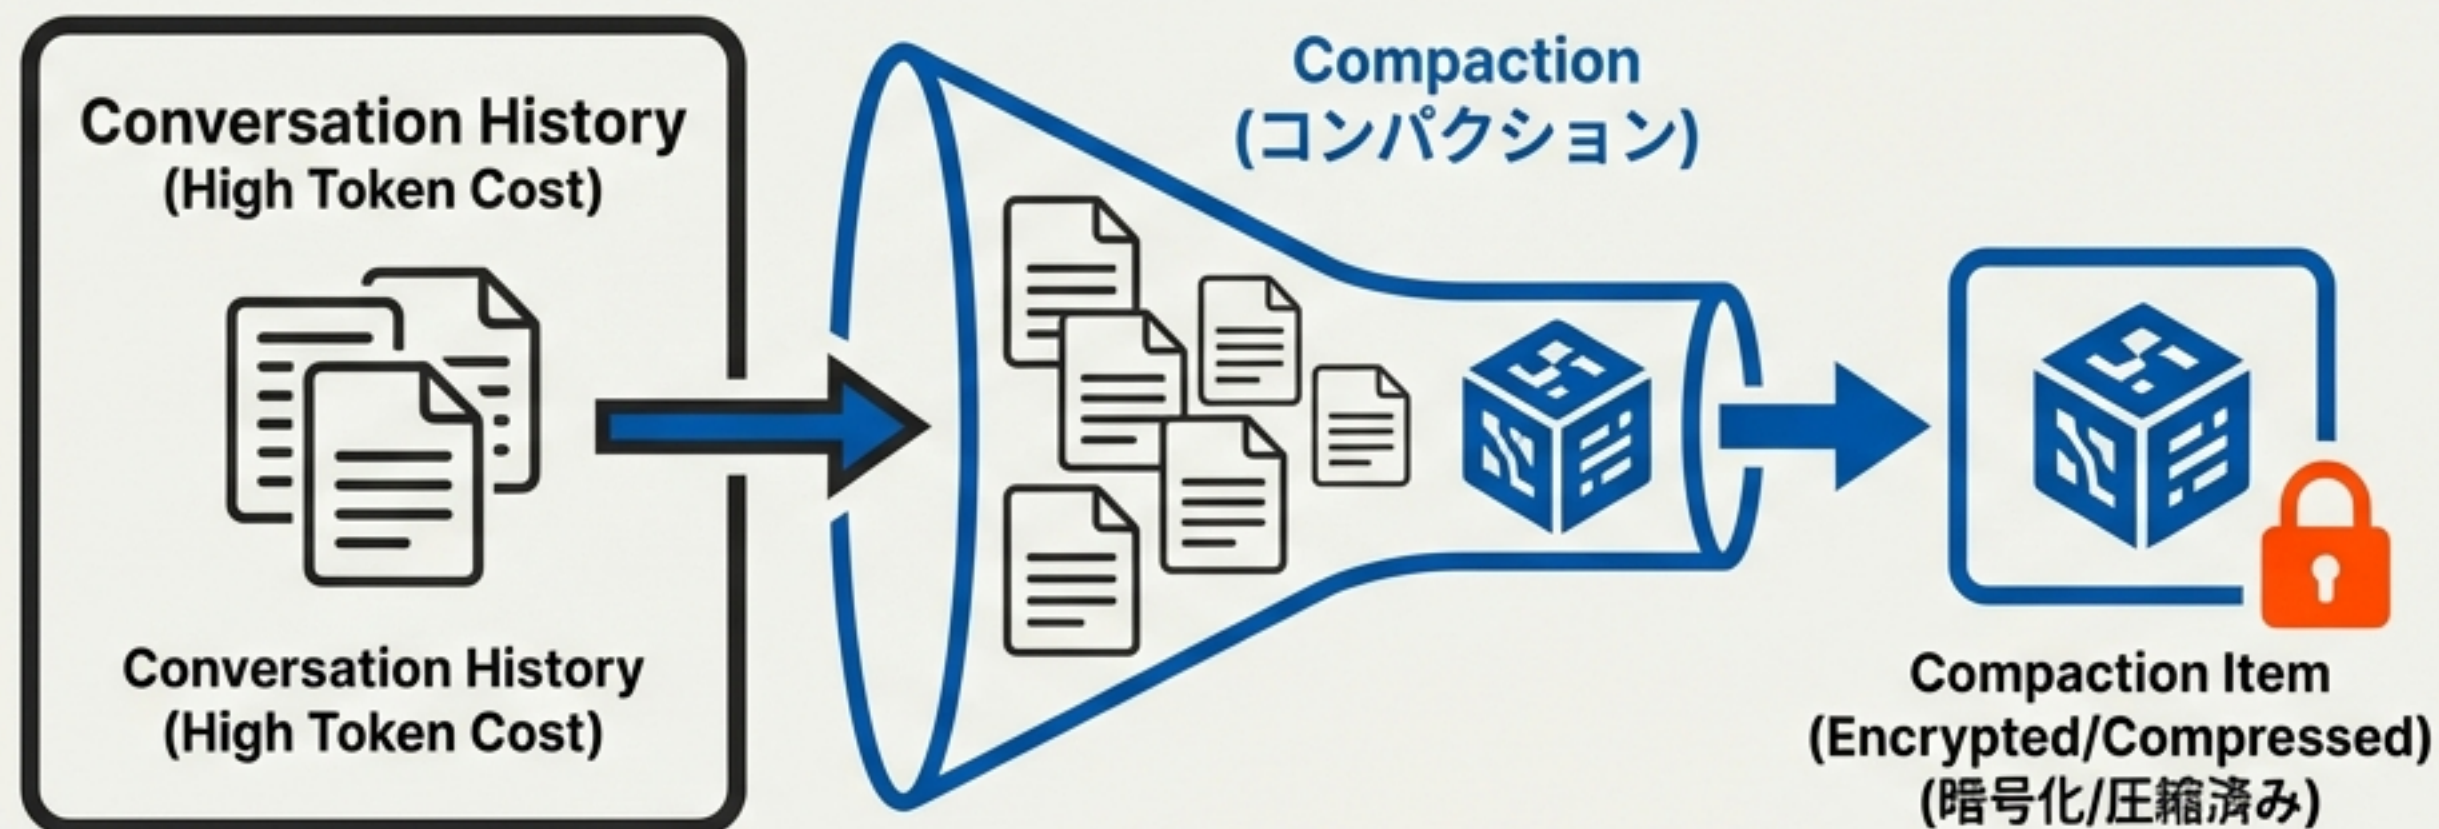 Conversation History
(High Token Cost)
Conversation History
(High Token Cost)
Compaction
(コンパクション)
Compaction Item
(Encrypted/Compressed)
(暗号化/圧縮済み)